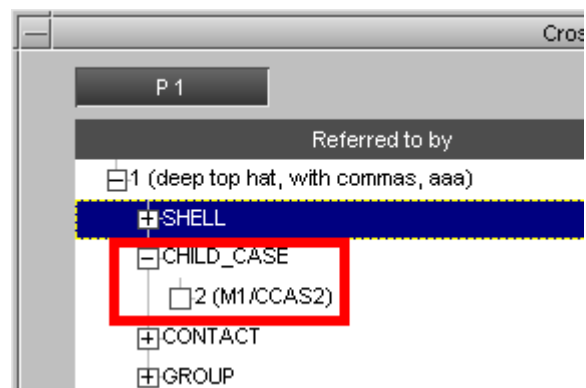 Cros
P 1
Referred to by
1 (deep top hat, with commas, aaa)
SHELL
CHILD_CASE
2 (M1/CCAS2)
CONTACT
GROUP